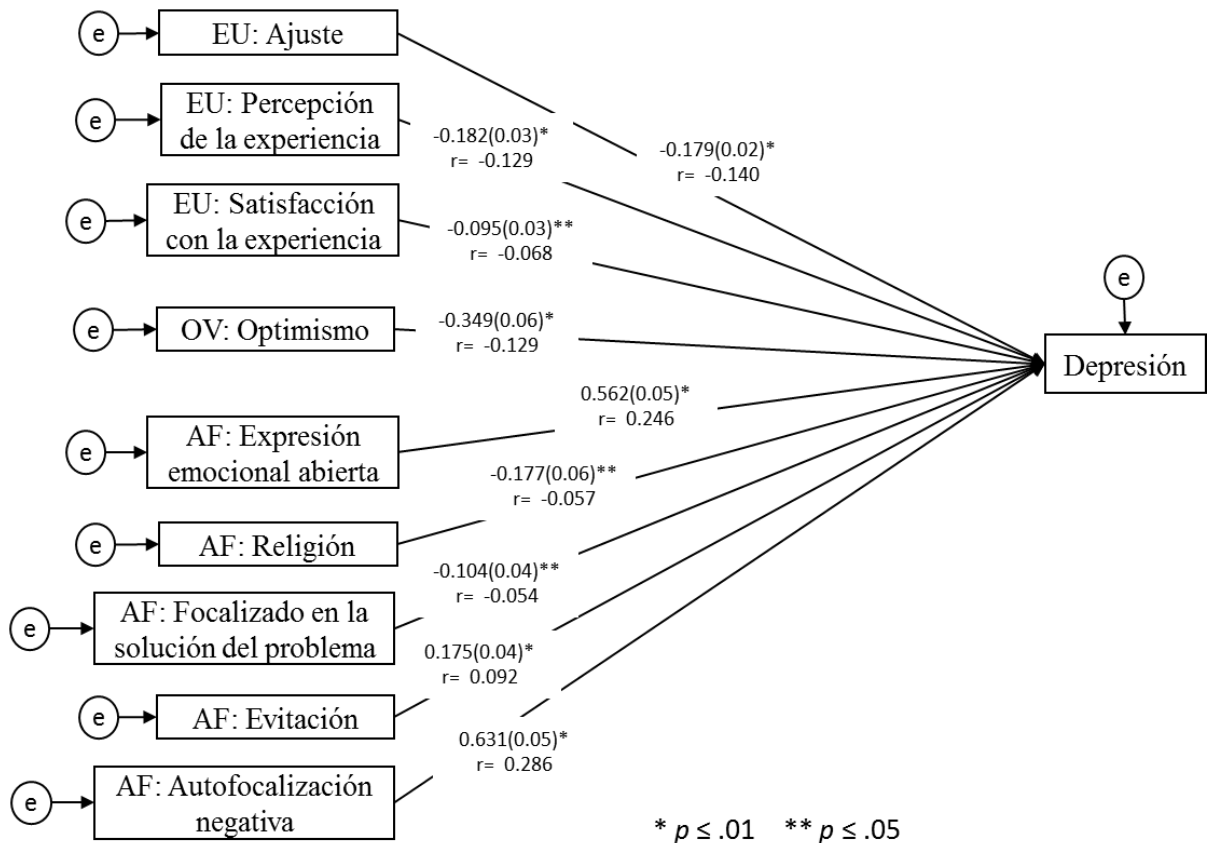 e
EU: Ajuste
e
EU: Percepción
de la experiencia
-0.182(0.03)*
r= -0.129
-0.179(0.02)*
r= -0.140
e
EU: Satisfacción
con la experiencia
-0.095(0.03)**
r= -0.068
e
e
OV: Optimismo
-0.349(0.06)*
r= -0.129
Depresión
0.562(0.05)*
r= 0.246
e
AF: Expresión
emocional abierta
-0.177(0.06)**
r= -0.057
e
AF: Religión
-0.104(0.04)**
r= -0.054
e
AF: Focalizado en la
solución del problema
0.175(0.04)*
r= 0.092
e
AF: Evitación
0.631(0.05)*
r= 0.286
e
AF: Autofocalización
negativa
* p ≤ .01 ** p ≤ .05